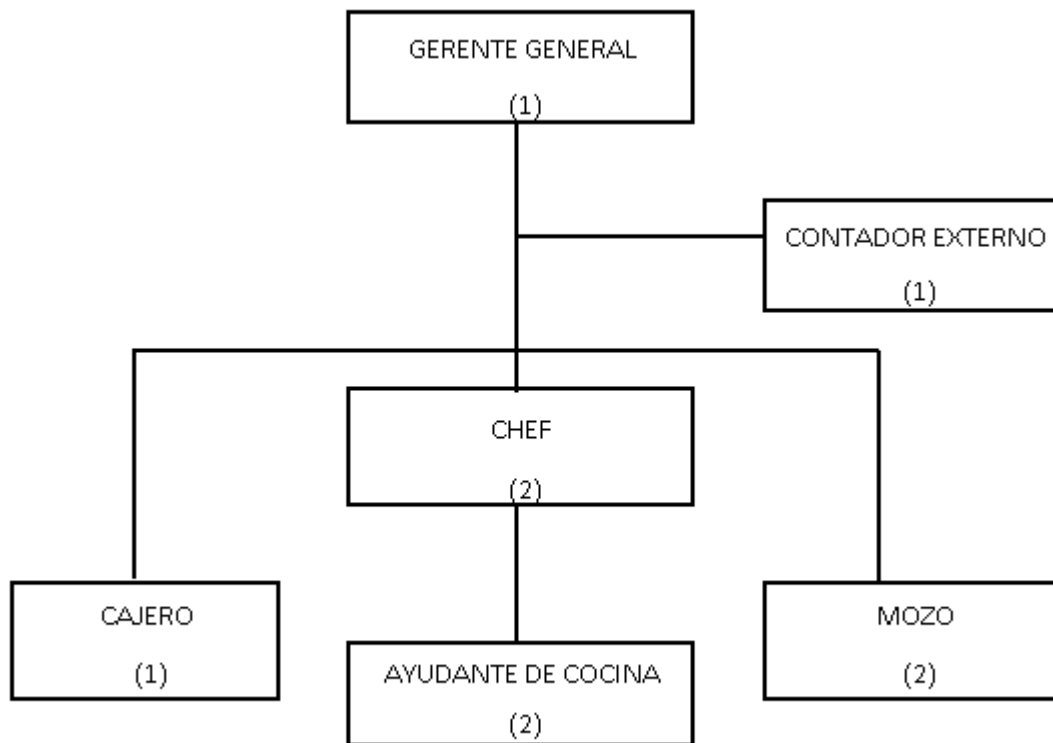 GERENTE GENERAL
(1)
CONTADOR EXTERNO
(1)
CHEF
(2)
CAJERO
(1)
AYUDANTE DE COCINA
(2)
MOZO
(2)